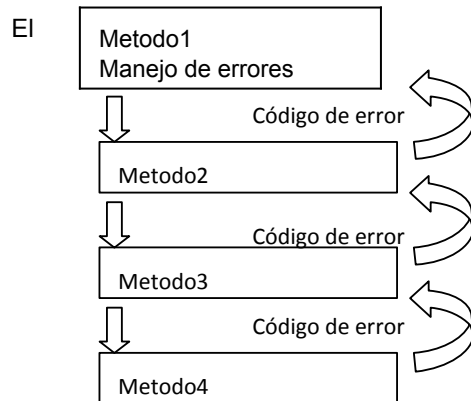 El
Metodo1
Manejo de errores
Código de error
Metodo2
Código de error
Metodo3
Código de error
Metodo4